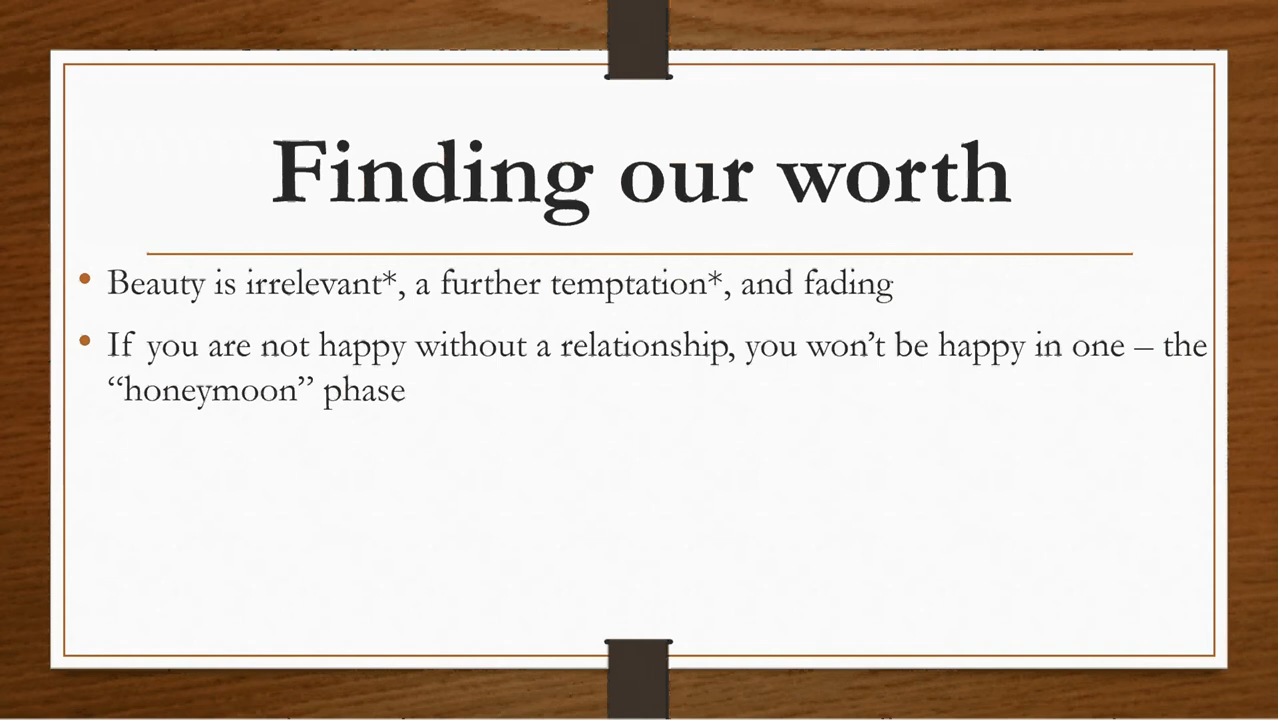 Finding our worth
• Beauty is irrelevant*, a further temptation*, and fading
• If you are not happy without a relationship, you won’t be happy in one – the
“honeymoon” phase